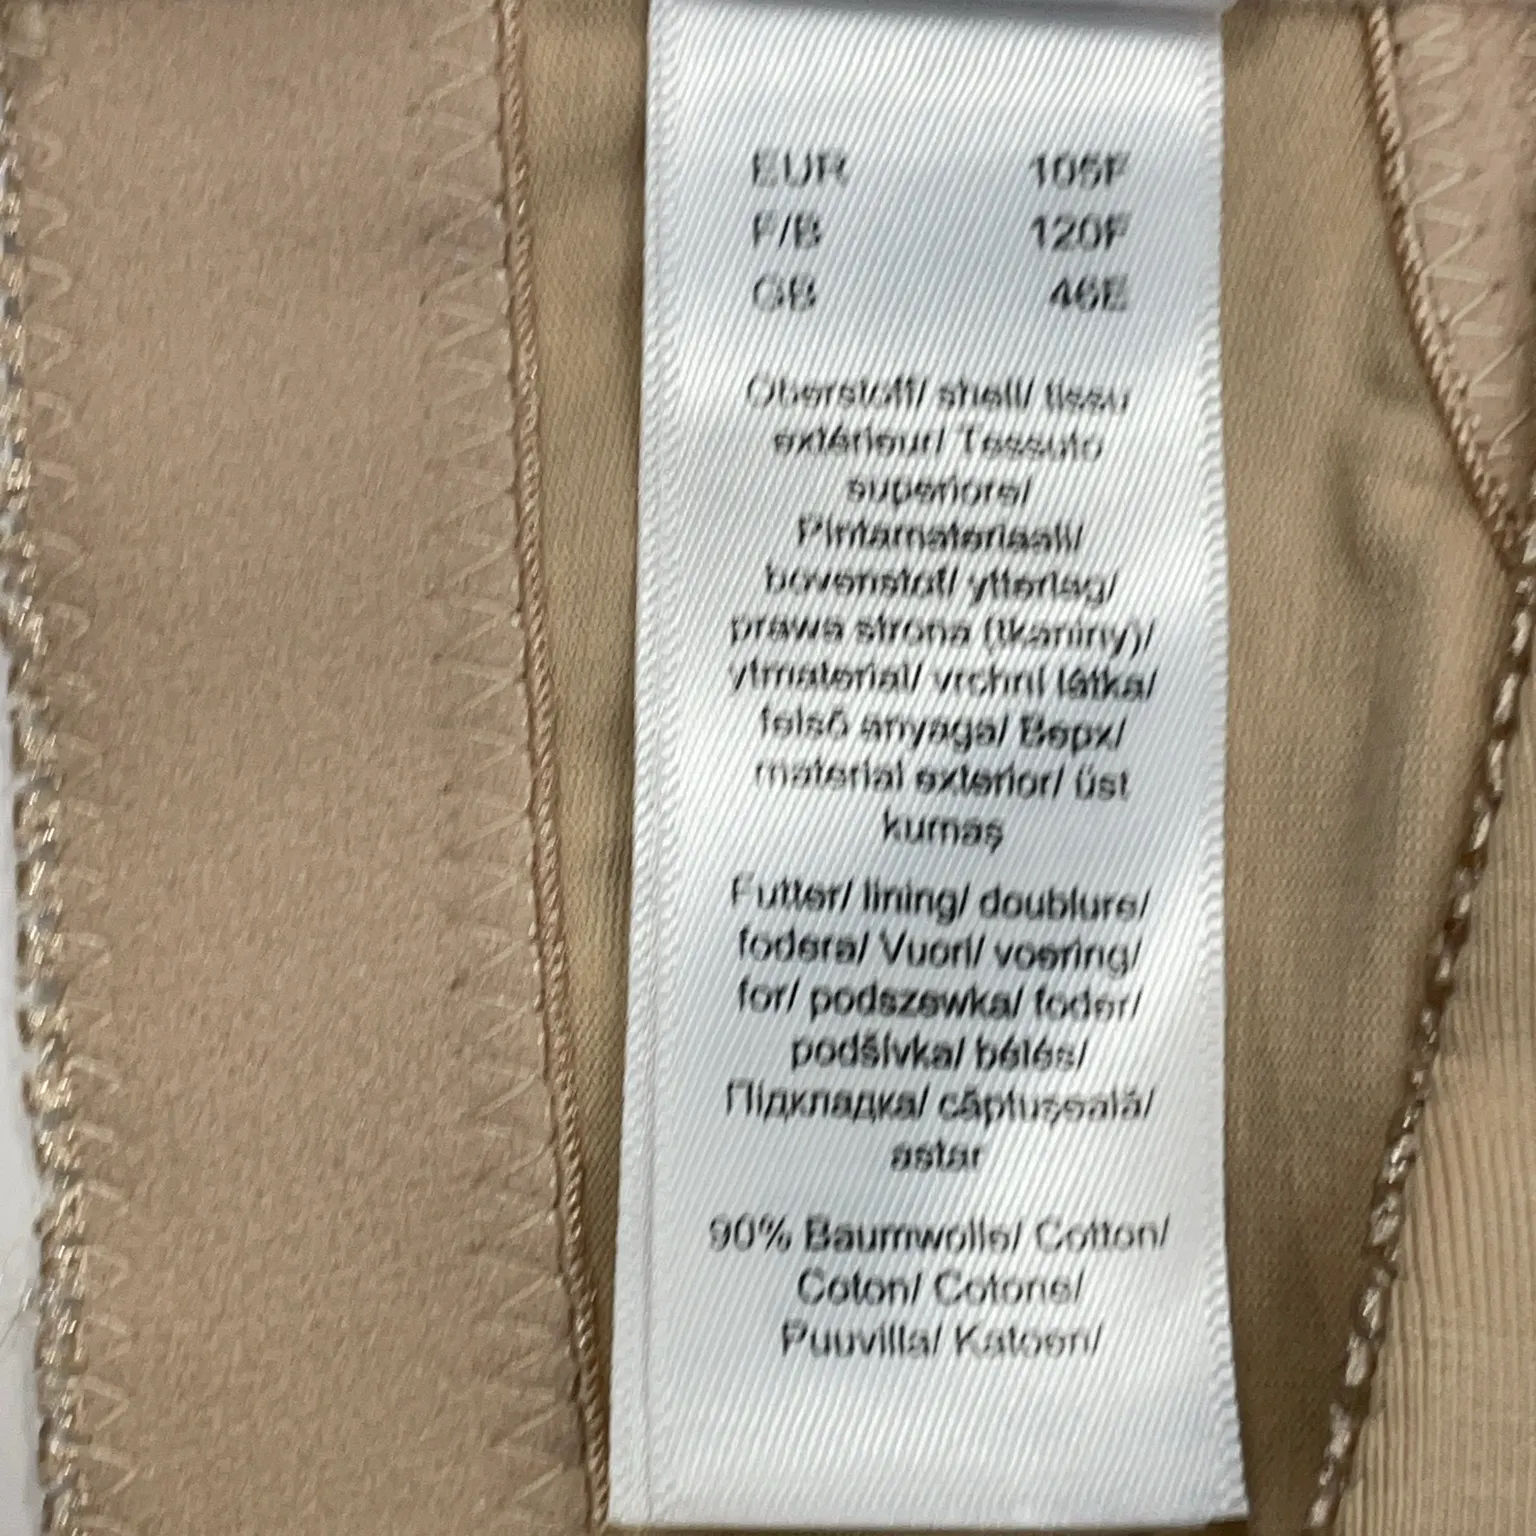 EUR 105F
F/B 120F
GB 46E
Oberstoff/ shell/ tissu
extérieur/ Tessuto
superiore/
Pintamateriaali/
bovenstof/ ytterlag/
prawa strona (tkaniny)/
ytmaterial/ vrchní látka/
felső anyaga/ Верх/
material exterior/ üst
kumaş
Futter/ lining/ doublure/
fodera/ Vuori/ voering/
for/ podszewka/ foder/
podšívka/ bélés/
Підкладка/ căptuşeală/
astar
90% Baumwolle/ Cotton/
Coton/ Cotone/
Puuvilla/ Katoen/